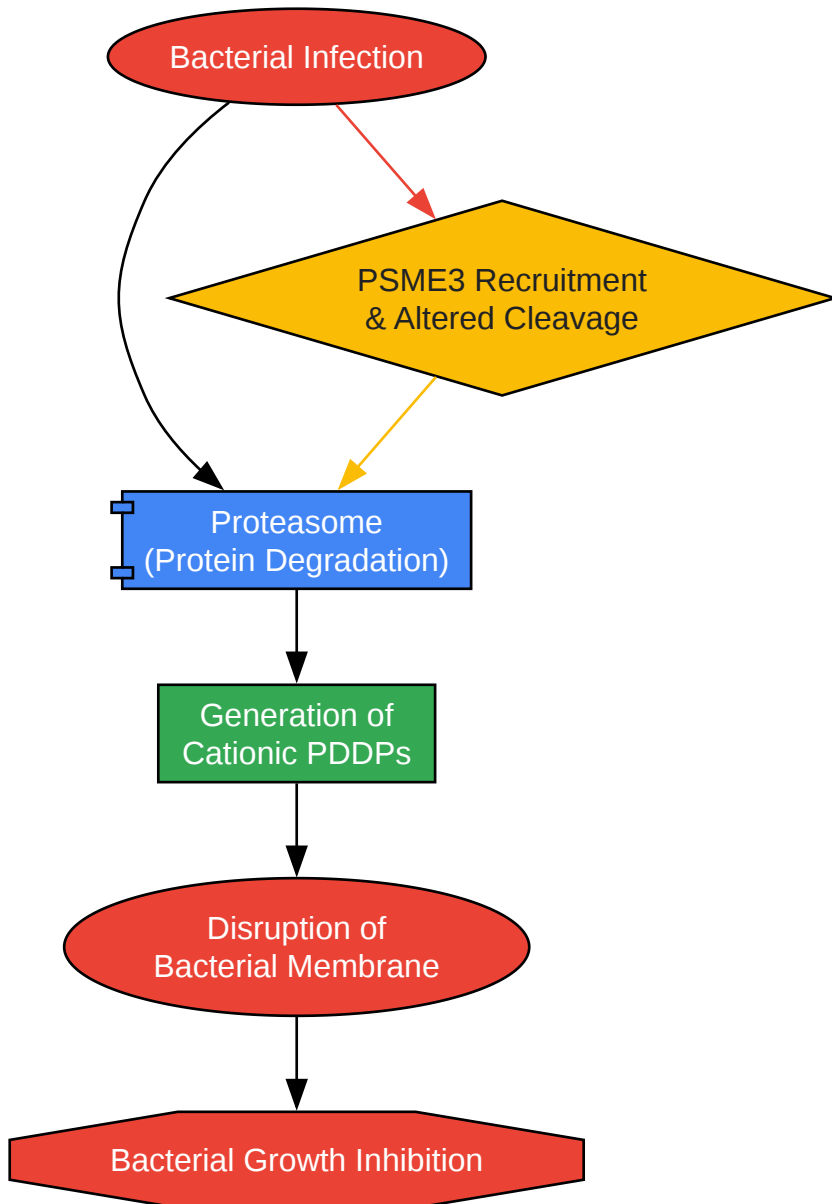 Bacterial Infection
PSME3 Recruitment
& Altered Cleavage
Proteasome
(Protein Degradation)
Generation of
Cationic PDDPs
Disruption of
Bacterial Membrane
Bacterial Growth Inhibition